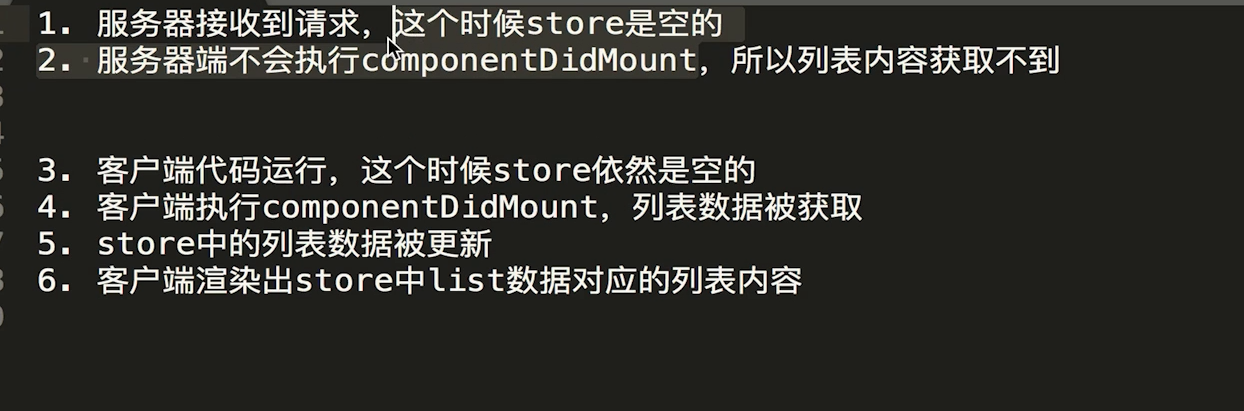 1. 服务器接收到请求，这个时候store是空的
2. 服务器端不会执行componentDidMount，所以列表内容获取不到
3. 客户端代码运行，这个时候store依然是空的
4. 客户端执行componentDidMount，列表数据被获取
5. store中的列表数据被更新
6. 客户端渲染出store中list数据对应的列表内容